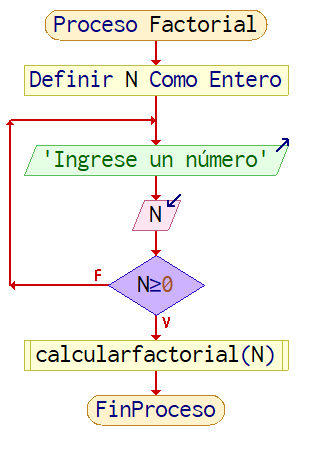 Proceso Factorial
Definir N Como Entero
'Ingrese un número'
N
N≥0
F
V
calcularfactorial(N)
FinProceso